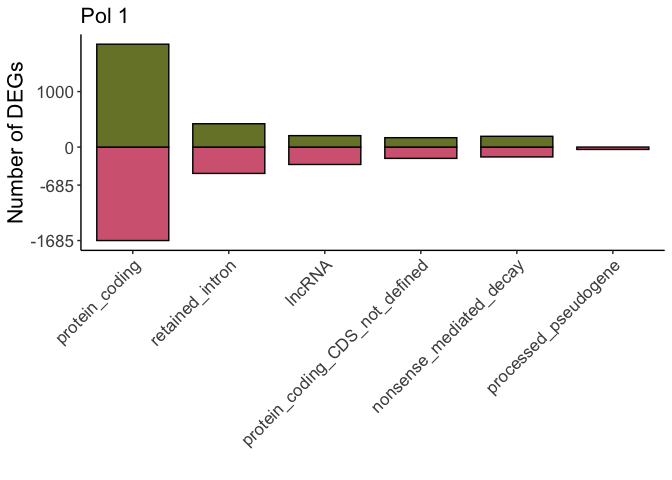 Pol 1
Number of DEGs
1000
0
-685
-1685
protein_coding
retained_intron
lncRNA
protein_coding_CDS_not_defined
nonsense_mediated_decay
processed_pseudogene